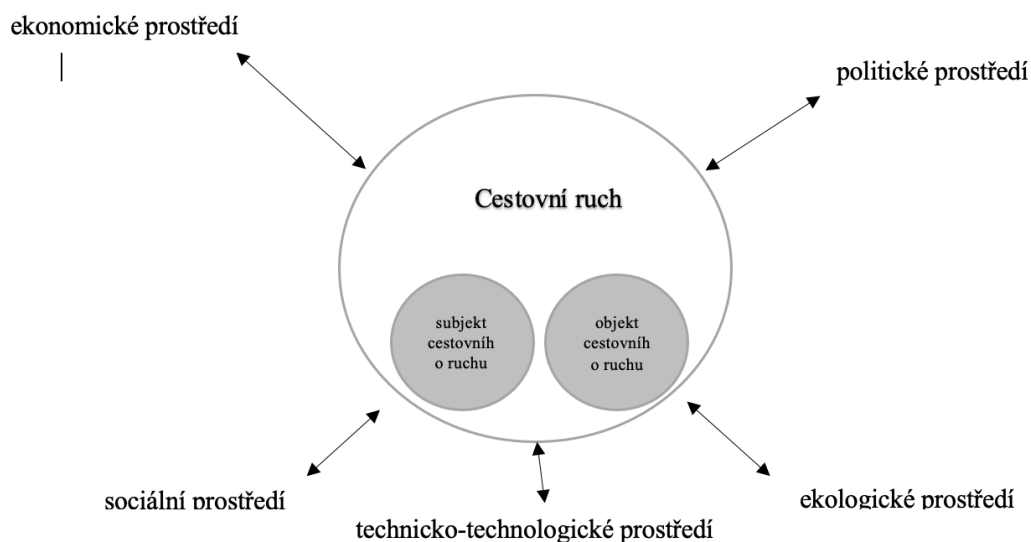 ekonomické prostředí
politické prostředí
Cestovní ruch
subjekt
cestovníh
o ruchu
objekt
cestovníh
o ruchu
sociální prostředí
ekologické prostředí
technicko-technologické prostředí